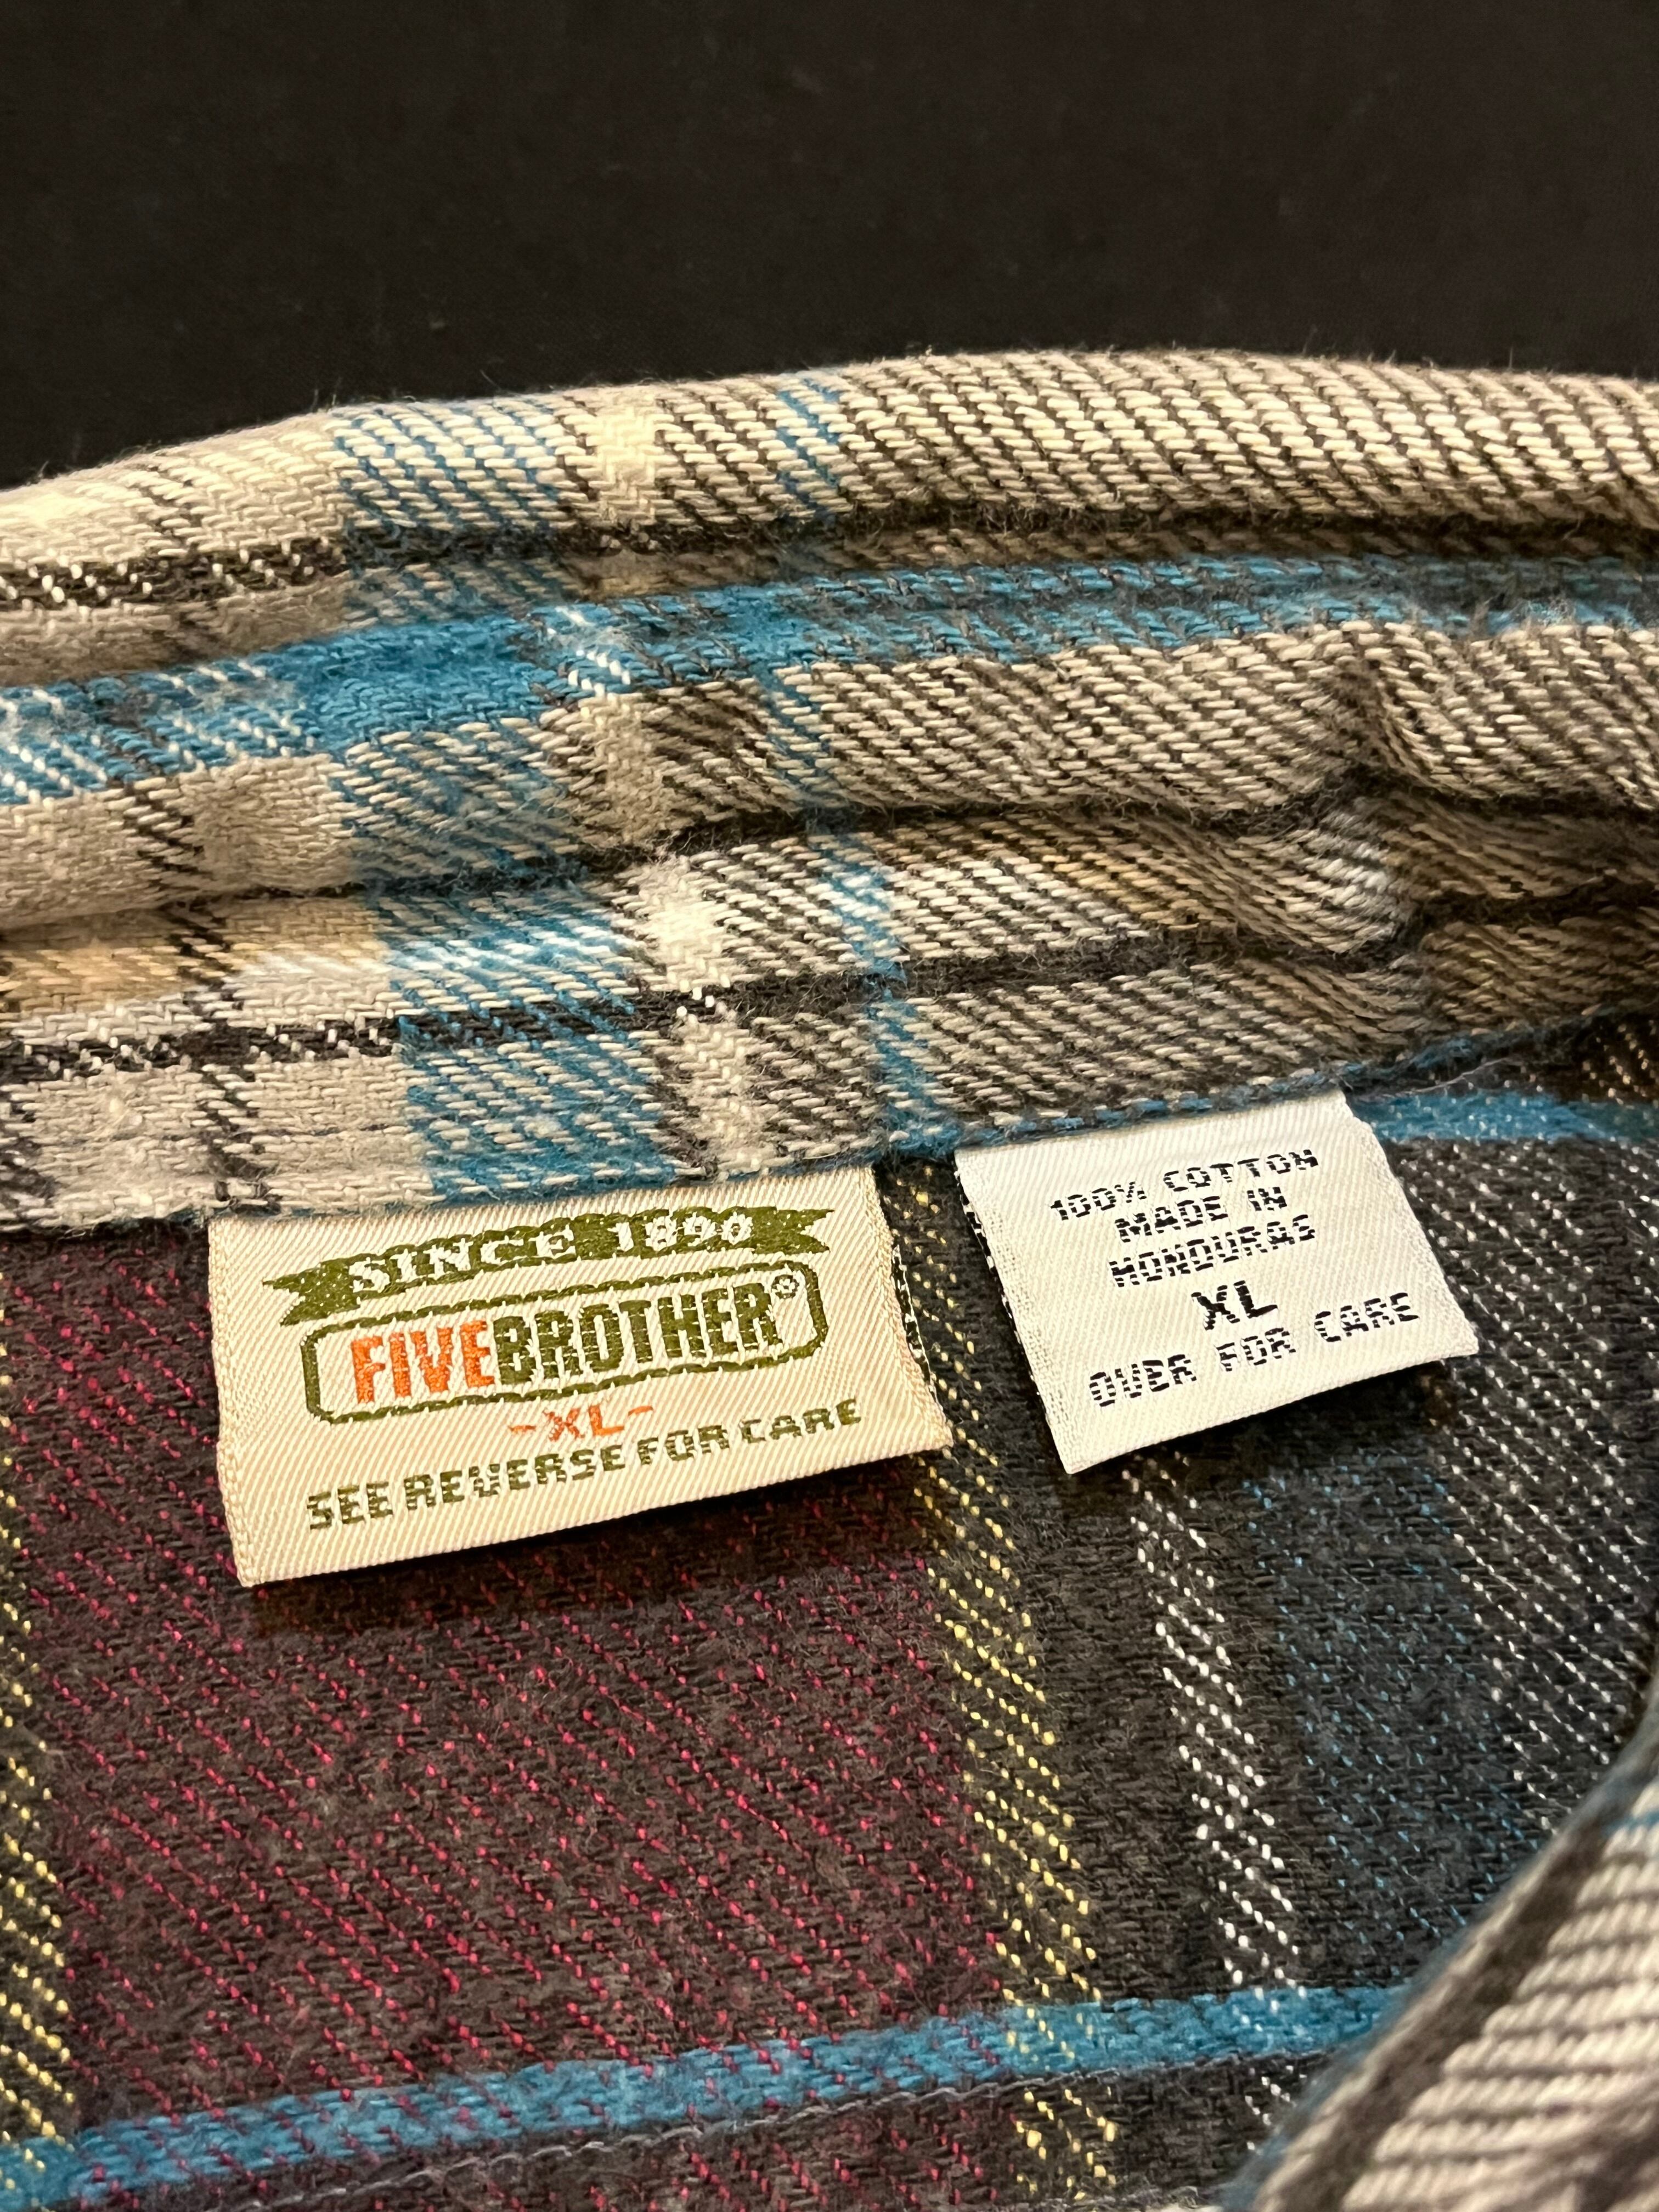 SINCE 1890
FIVEBROTHER®
-XL-
SEE REVERSE FOR CARE
100% COTTON
MADE IN
HONDURAS
XL
OVER FOR CARE